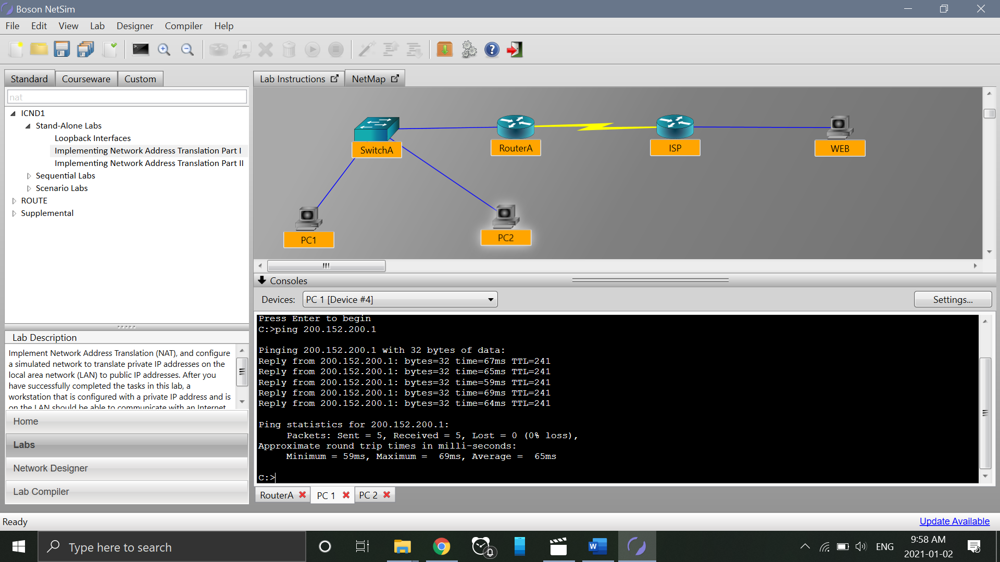 Boson NetSim
File Edit View Lab Designer Compiler Help
Standard Courseware Custom
nat
ICND1
Stand-Alone Labs
Loopback Interfaces
Implementing Network Address Translation Part I
Implementing Network Address Translation Part II
Sequential Labs
Scenario Labs
ROUTE
Supplemental
Lab Description
Implement Network Address Translation (NAT), and configure
a simulated network to translate private IP addresses on the
local area network (LAN) to public IP addresses. After you
have successfully completed the tasks in this lab, a
workstation that is configured with a private IP address and is
on the LAN should be able to communicate with an Internet
Home
Labs
Network Designer
Lab Compiler
Lab Instructions NetMap
SwitchA
RouterA
ISP
WEB
PC1
PC2
Consoles
Devices: PC 1 [Device #4] Settings...
Press Enter to begin
C:>ping 200.152.200.1
Pinging 200.152.200.1 with 32 bytes of data:
Reply from 200.152.200.1: bytes=32 time=67ms TTL=241
Reply from 200.152.200.1: bytes=32 time=65ms TTL=241
Reply from 200.152.200.1: bytes=32 time=59ms TTL=241
Reply from 200.152.200.1: bytes=32 time=69ms TTL=241
Reply from 200.152.200.1: bytes=32 time=64ms TTL=241
Ping statistics for 200.152.200.1:
Packets: Sent = 5, Received = 5, Lost = 0 (0% loss),
Approximate round trip times in milli-seconds:
Minimum = 59ms, Maximum = 69ms, Average = 65ms
C:>
RouterA PC 1 PC 2
Ready
Update Available
Type here to search
W
ENG
9:58 AM
2021-01-02